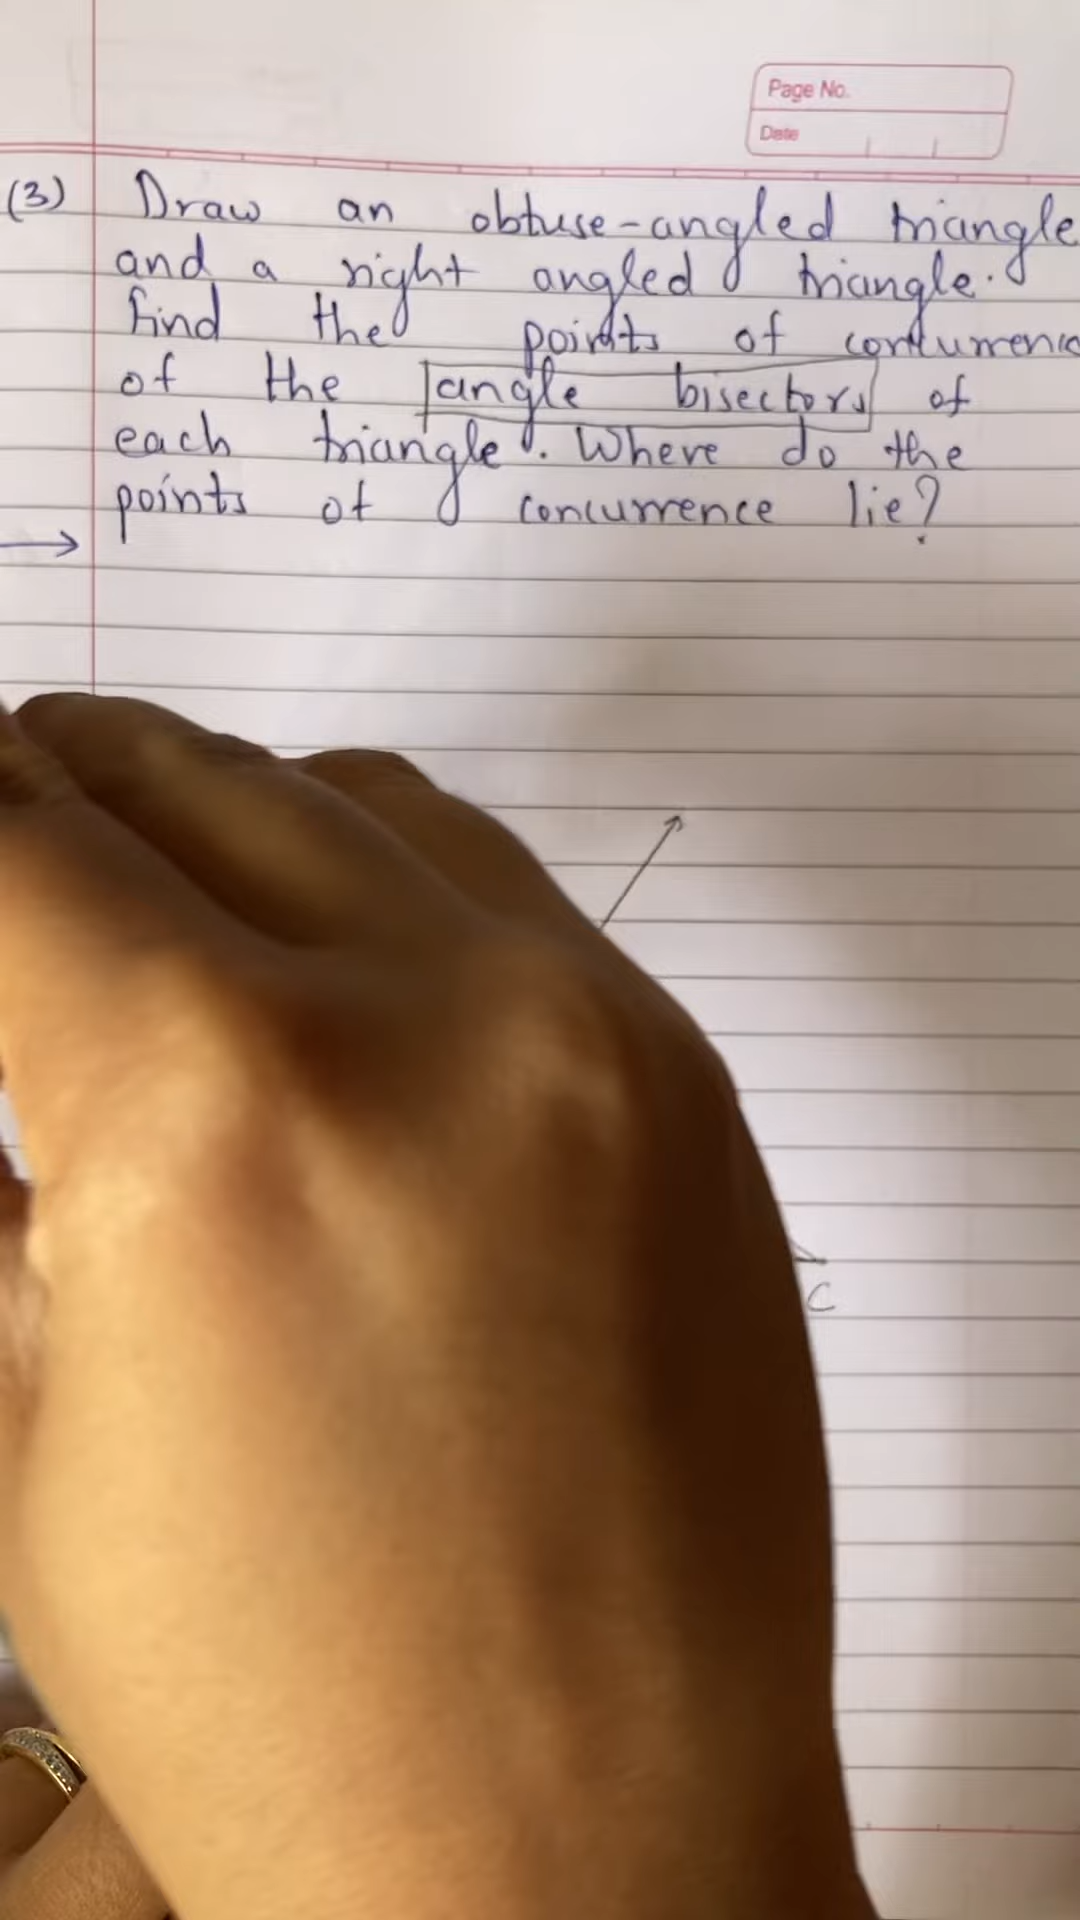 Page No.
Date
(3) Draw an obtuse-angled triangle
and a right angled triangle.
find the points of concurrenc
of the angle bisectors of
each triangle. Where do the
points of concurrence lie?
C